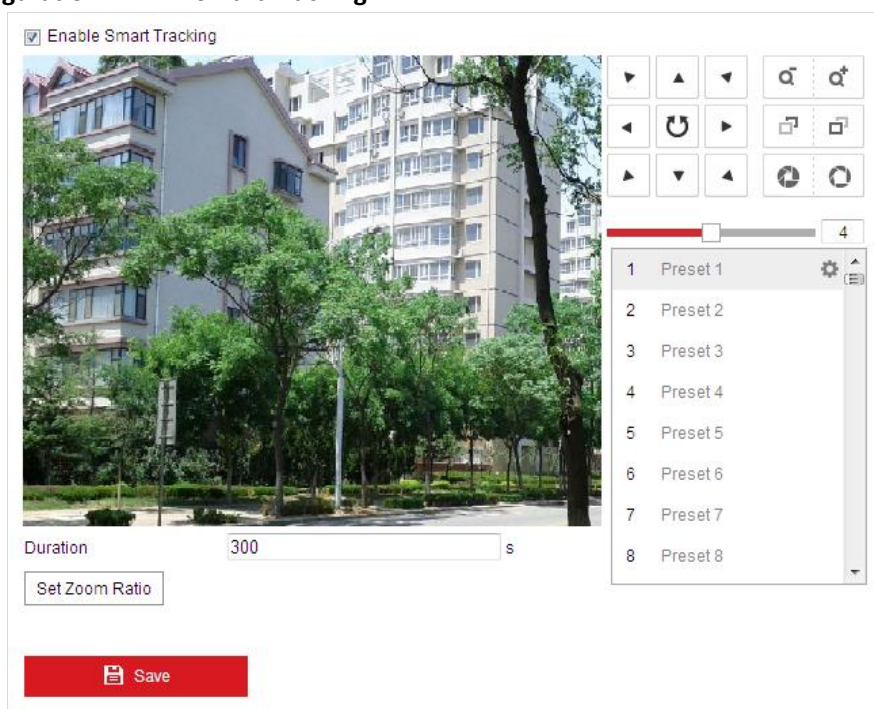 Enable Smart Tracking
4
1 Preset 1
2 Preset 2
3 Preset 3
4 Preset 4
5 Preset 5
6 Preset 6
7 Preset 7
8 Preset 8
Duration 300 s
Set Zoom Ratio
Save